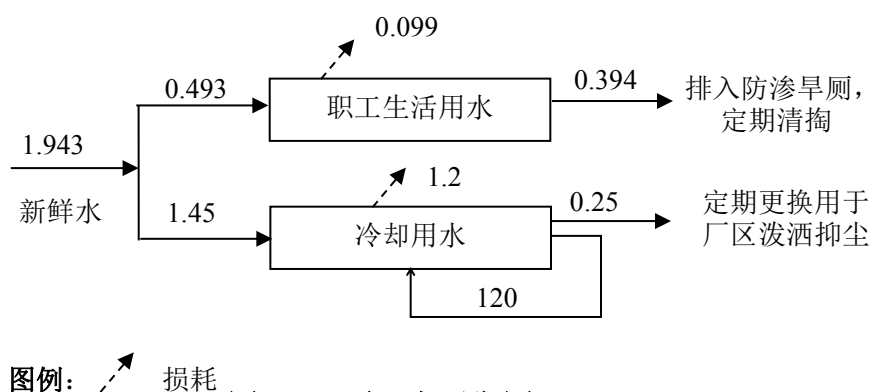 0.099
0.493
职工生活用水
0.394
排入防渗旱厕，
定期清掏
1.943
新鲜水
1.2
1.45
冷却用水
0.25
定期更换用于
厂区泼洒抑尘
120
图例：
损耗